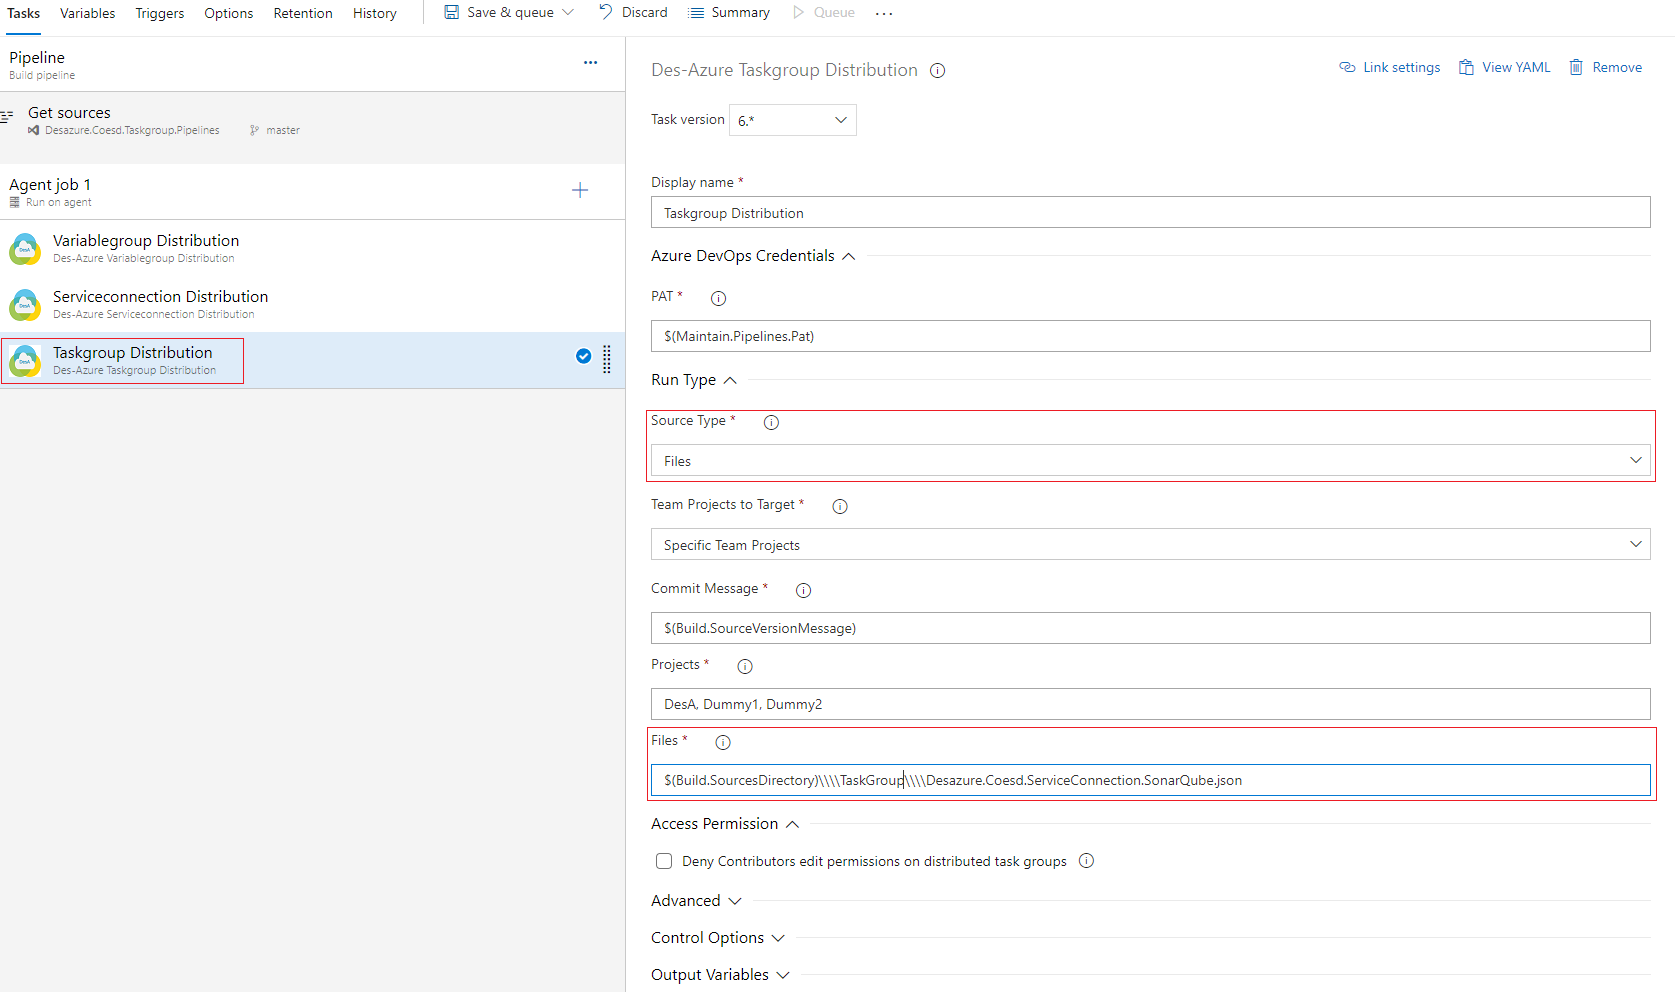 Tasks Variables Triggers Options Retention History Save & queue Discard Summary Queue ...
Pipeline
Build pipeline
Get sources
Desazure.Coesd.Taskgroup.Pipelines master
Agent job 1
Run on agent
Variablegroup Distribution
Des-Azure Variablegroup Distribution
Serviceconnection Distribution
Des-Azure Serviceconnection Distribution
Taskgroup Distribution
Des-Azure Taskgroup Distribution
Des-Azure Taskgroup Distribution
Link settings View YAML Remove
Task version 6.*
Display name *
Taskgroup Distribution
Azure DevOps Credentials
PAT *
$(Maintain.Pipelines.Pat)
Run Type
Source Type *
Files
Team Projects to Target *
Specific Team Projects
Commit Message *
$(Build.SourceVersionMessage)
Projects *
DesA, Dummy1, Dummy2
Files *
$(Build.SourcesDirectory)\\\\TaskGroup\\\\Desazure.Coesd.ServiceConnection.SonarQube.json
Access Permission
Deny Contributors edit permissions on distributed task groups
Advanced
Control Options
Output Variables